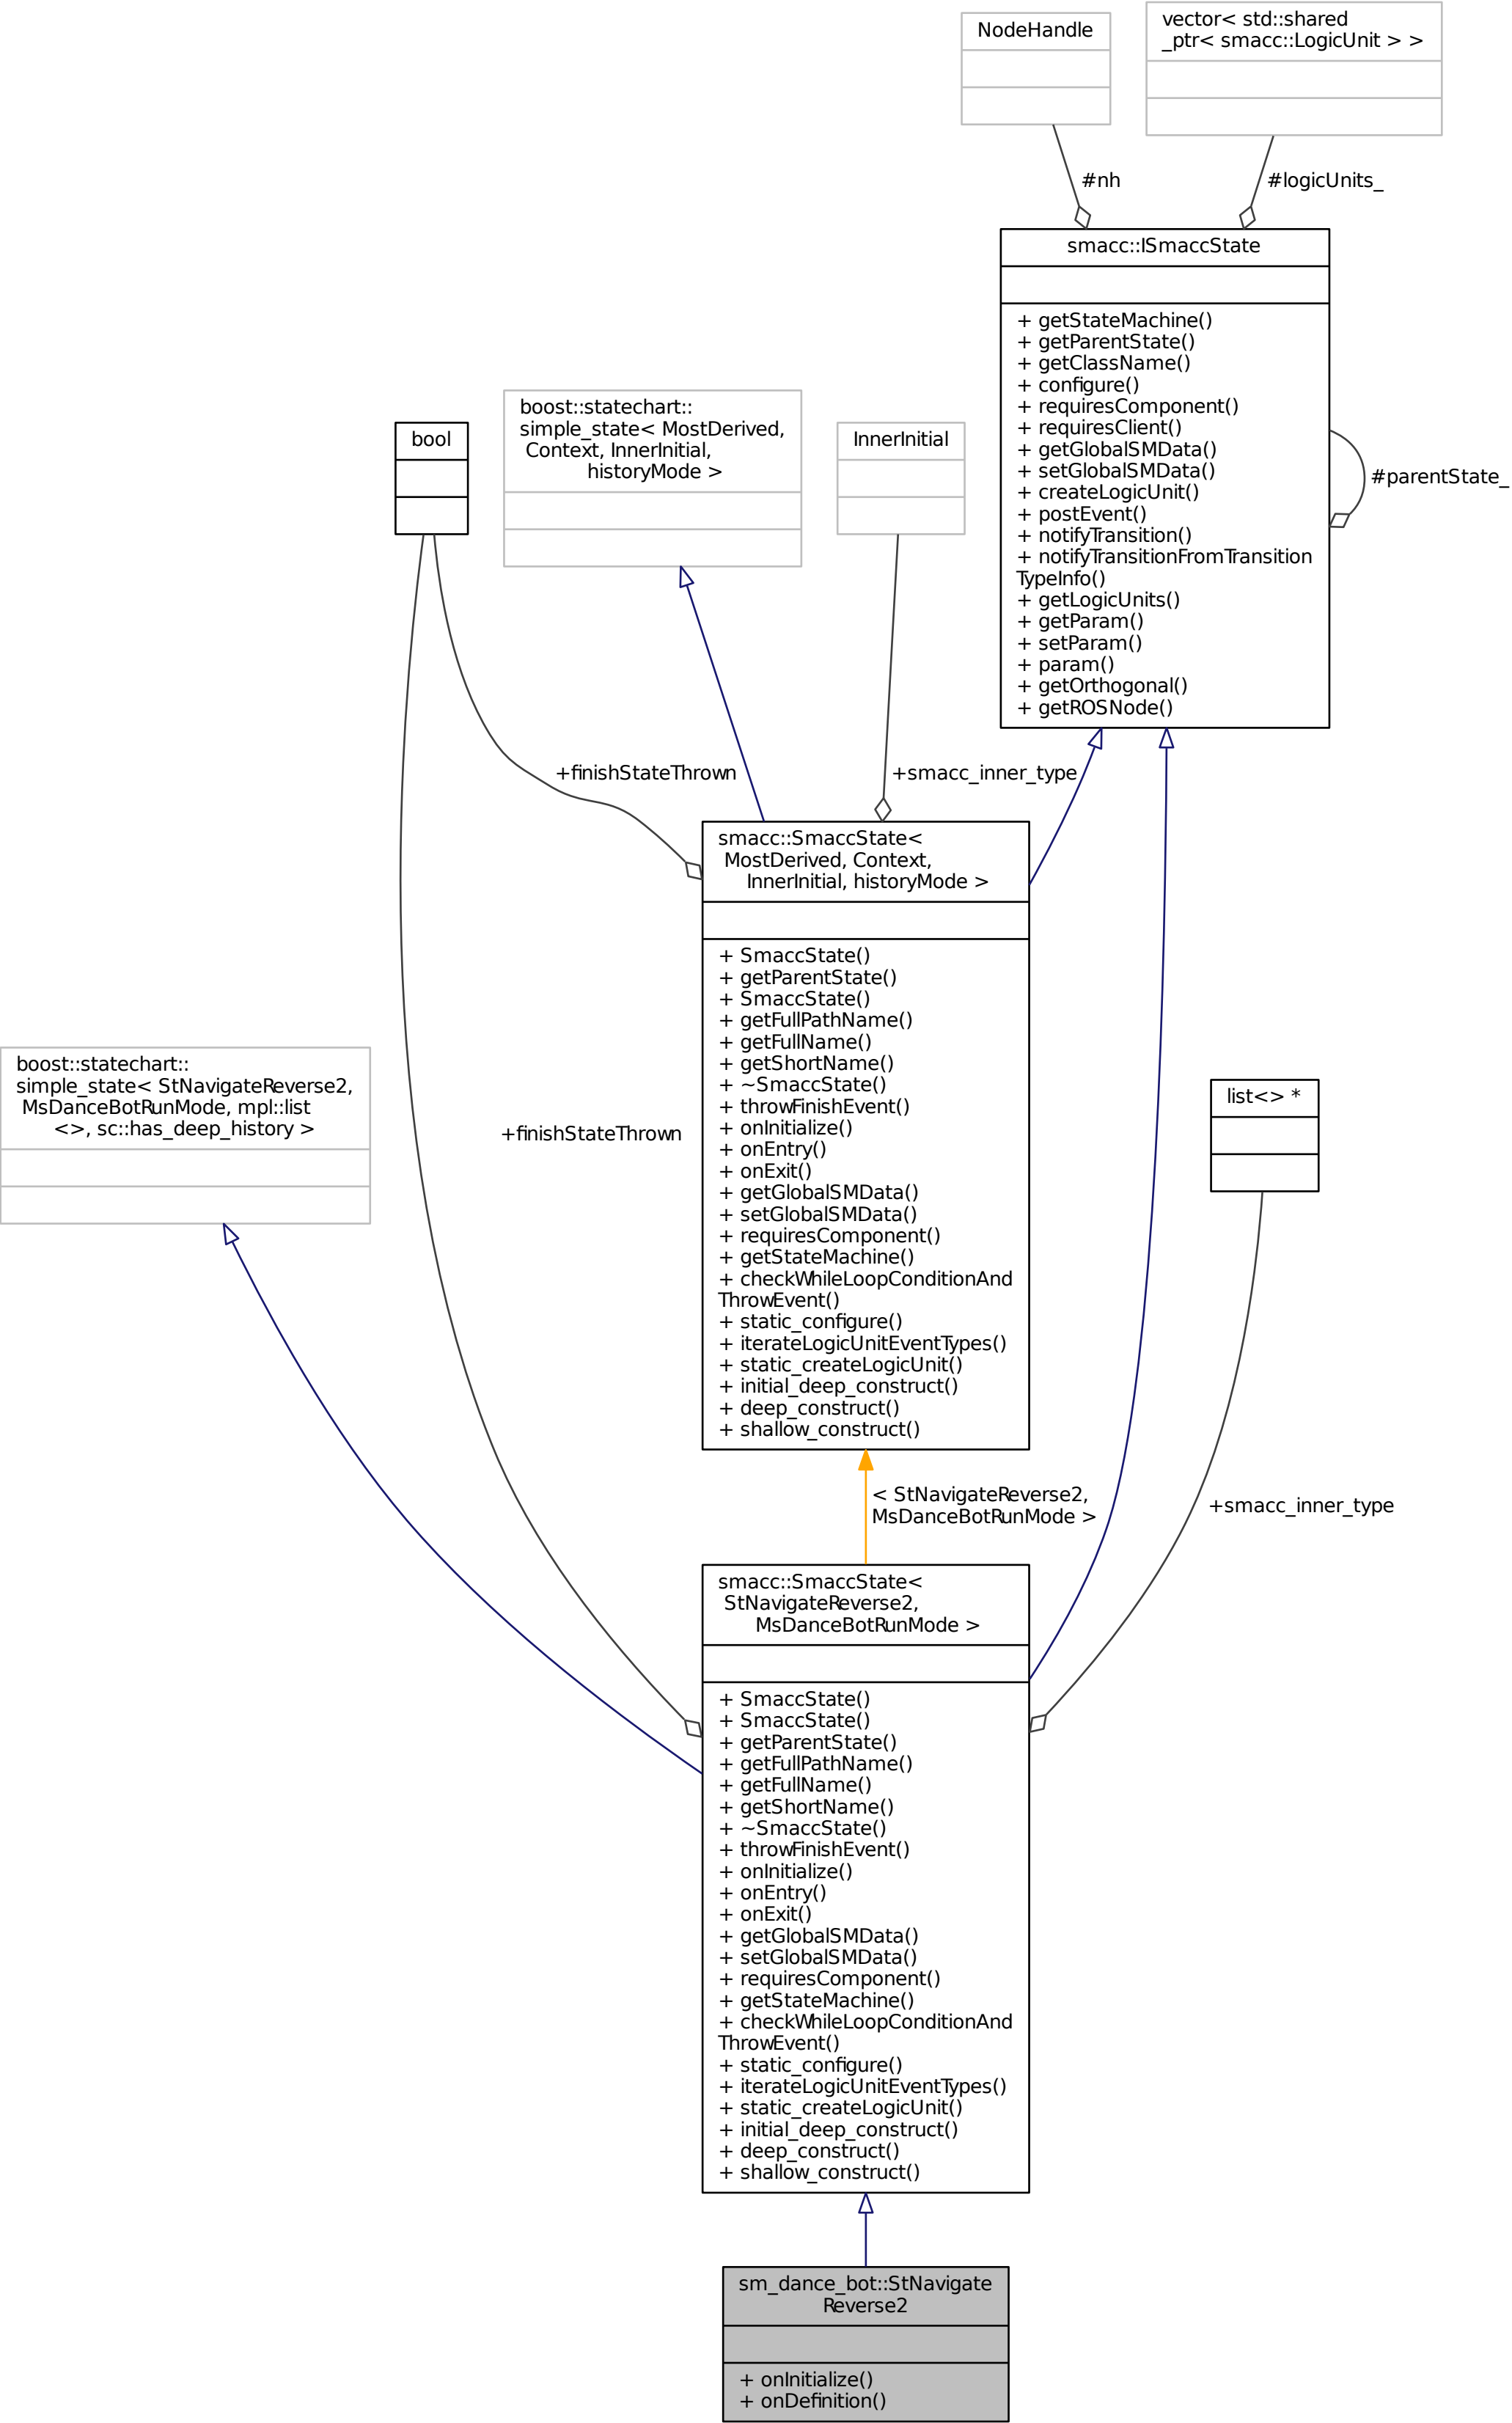 NodeHandle
vector< std::shared
_ptr< smacc::LogicUnit > >
#nh
#logicUnits_
smacc::ISmaccState
+ getStateMachine()
+ getParentState()
+ getClassName()
+ configure()
+ requiresComponent()
+ requiresClient()
+ getGlobalSMData()
+ setGlobalSMData()
+ createLogicUnit()
+ postEvent()
+ notifyTransition()
+ notifyTransitionFromTransition
TypeInfo()
+ getLogicUnits()
+ getParam()
+ setParam()
+ param()
+ getOrthogonal()
+ getROSNode()
#parentState_
bool
boost::statechart::
simple_state< MostDerived,
Context, InnerInitial,
historyMode >
InnerInitial
+finishStateThrown
+smacc_inner_type
smacc::SmaccState<
MostDerived, Context,
InnerInitial, historyMode >
+ SmaccState()
+ getParentState()
+ SmaccState()
+ getFullPathName()
+ getFullName()
+ getShortName()
+ ~SmaccState()
+ throwFinishEvent()
+ onInitialize()
+ onEntry()
+ onExit()
+ getGlobalSMData()
+ setGlobalSMData()
+ requiresComponent()
+ getStateMachine()
+ checkWhileLoopConditionAnd
ThrowEvent()
+ static_configure()
+ iterateLogicUnitEventTypes()
+ static_createLogicUnit()
+ initial_deep_construct()
+ deep_construct()
+ shallow_construct()
boost::statechart::
simple_state< StNavigateReverse2,
MsDanceBotRunMode, mpl::list
<>, sc::has_deep_history >
+finishStateThrown
list<> *
< StNavigateReverse2,
MsDanceBotRunMode >
+smacc_inner_type
smacc::SmaccState<
StNavigateReverse2,
MsDanceBotRunMode >
+ SmaccState()
+ SmaccState()
+ getParentState()
+ getFullPathName()
+ getFullName()
+ getShortName()
+ ~SmaccState()
+ throwFinishEvent()
+ onInitialize()
+ onEntry()
+ onExit()
+ getGlobalSMData()
+ setGlobalSMData()
+ requiresComponent()
+ getStateMachine()
+ checkWhileLoopConditionAnd
ThrowEvent()
+ static_configure()
+ iterateLogicUnitEventTypes()
+ static_createLogicUnit()
+ initial_deep_construct()
+ deep_construct()
+ shallow_construct()
sm_dance_bot::StNavigate
Reverse2
+ onInitialize()
+ onDefinition()